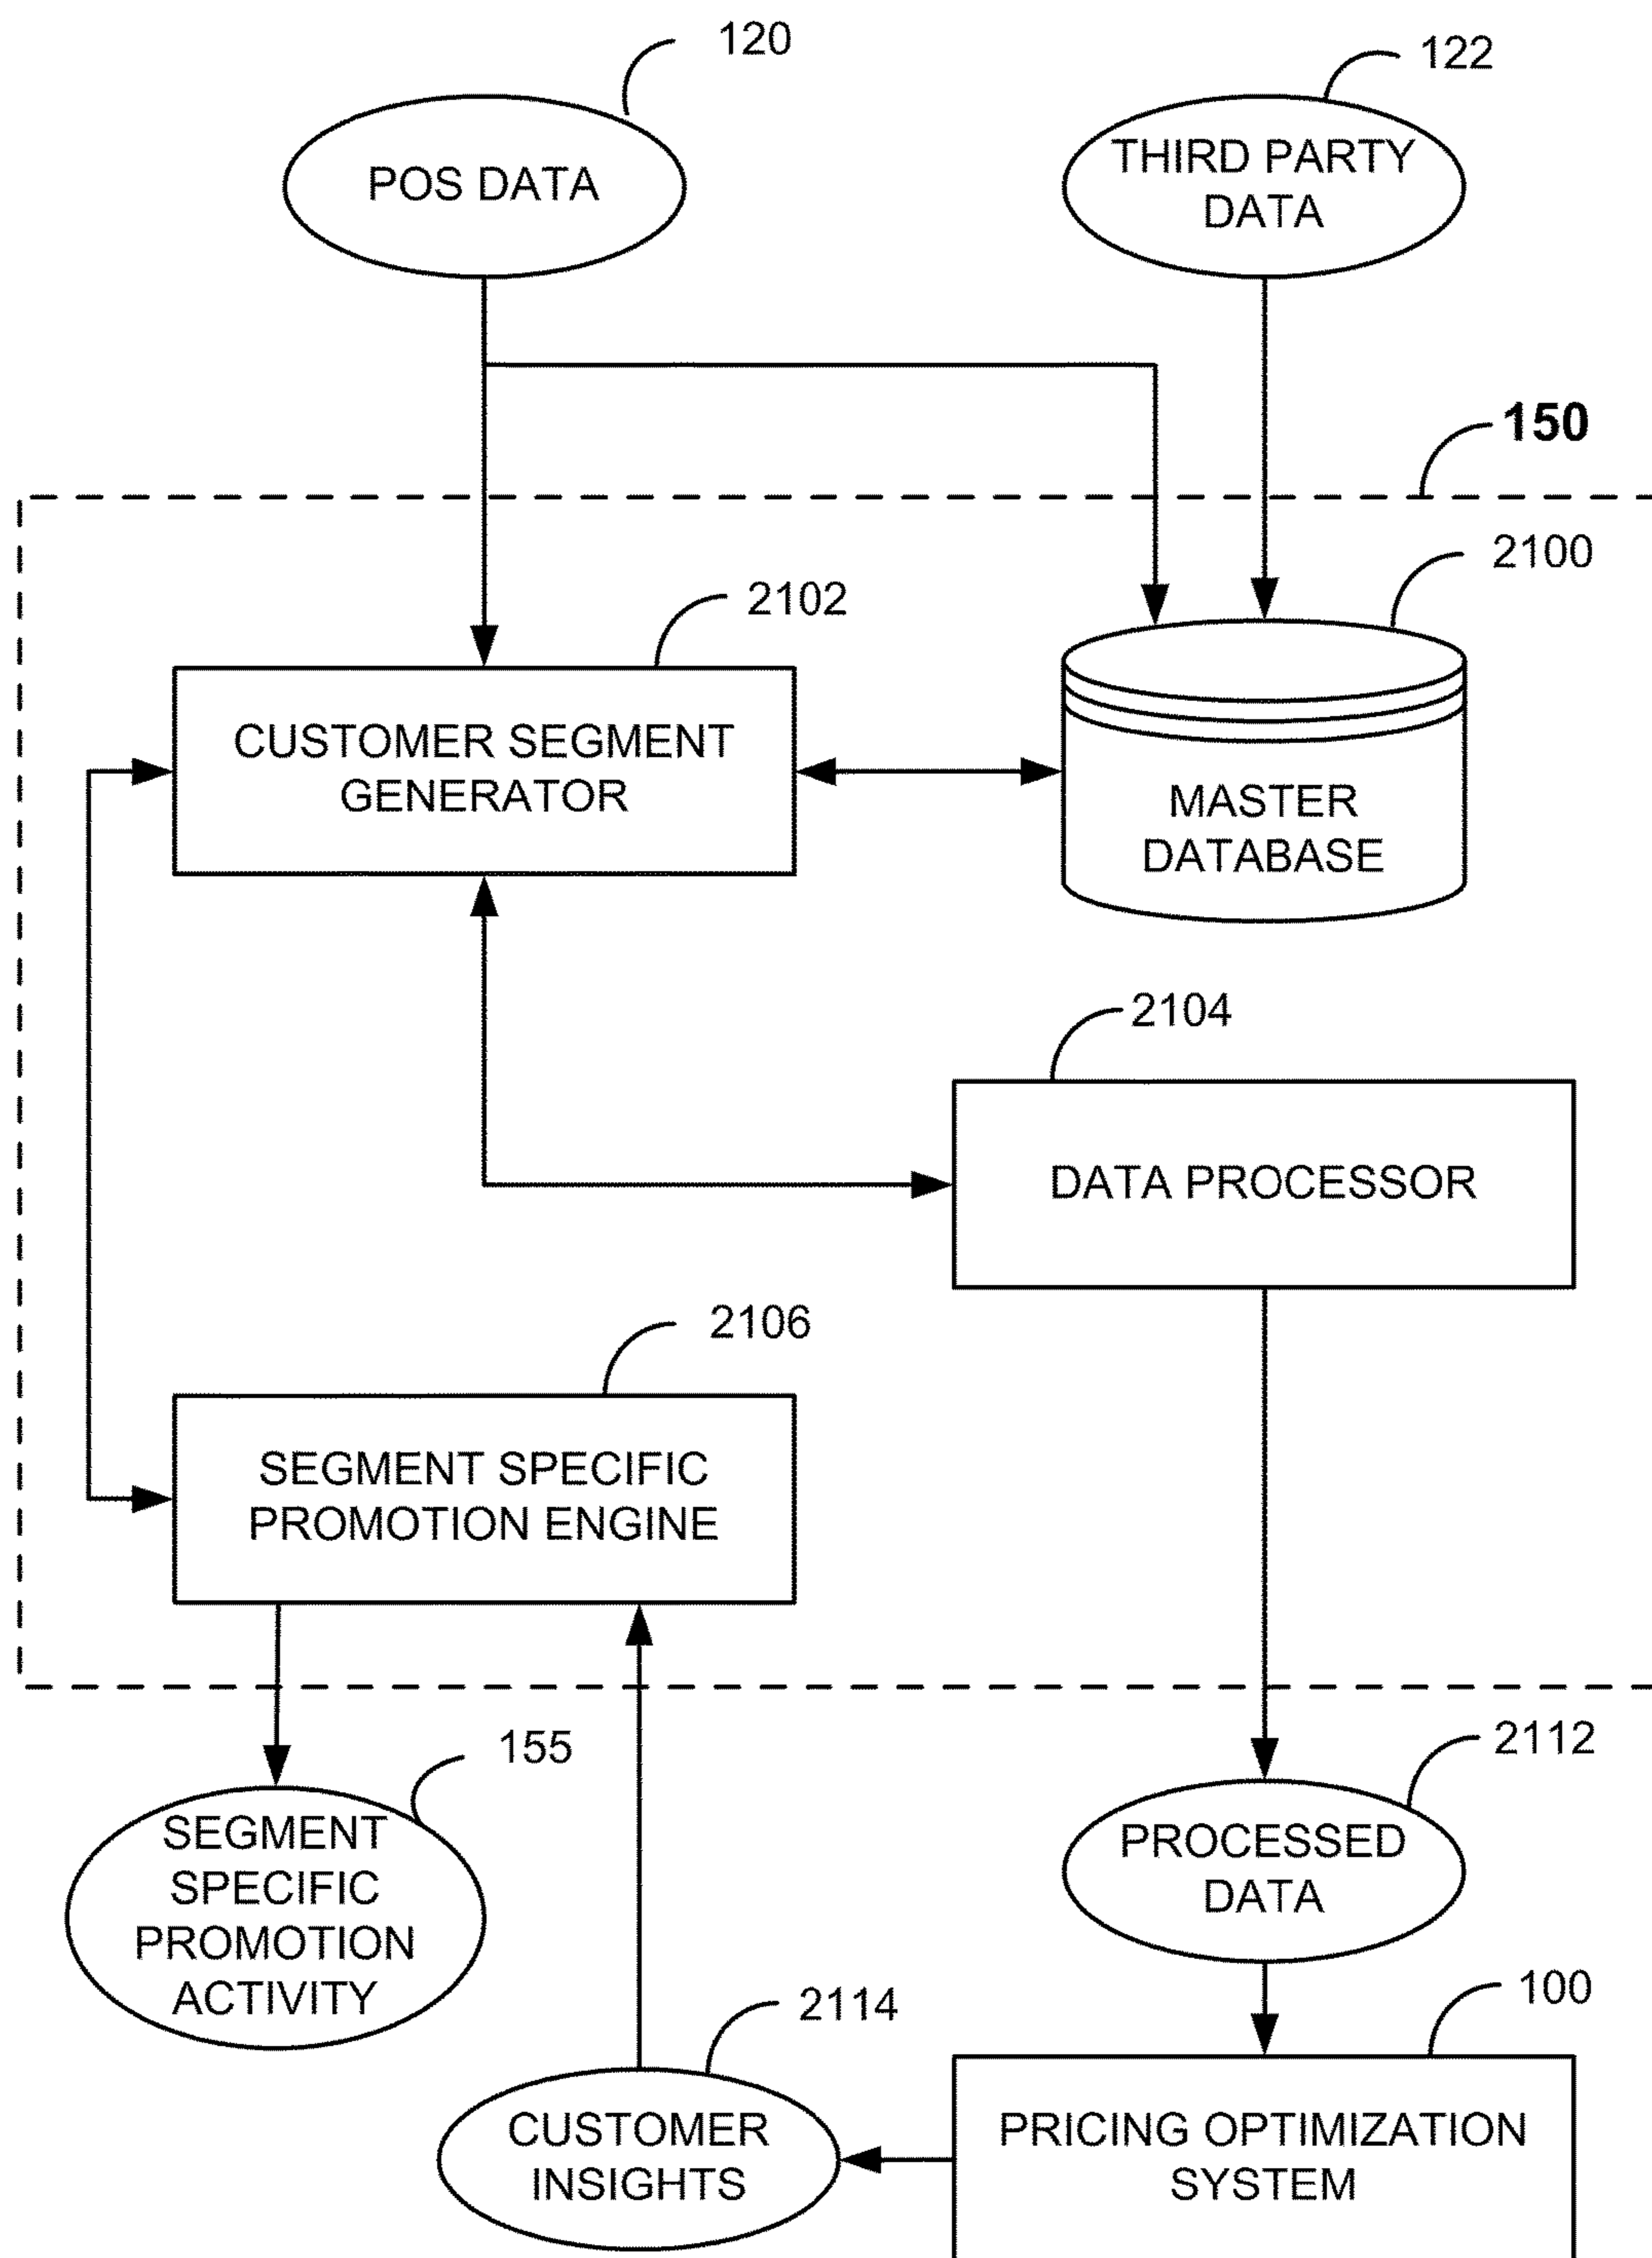 120
122
POS DATA
THIRD PARTY
DATA
150
2100
2102
CUSTOMER SEGMENT
GENERATOR
MASTER
DATABASE
2104
DATA PROCESSOR
2106
SEGMENT SPECIFIC
PROMOTION ENGINE
155
2112
SEGMENT
SPECIFIC
PROMOTION
ACTIVITY
PROCESSED
DATA
100
2114
CUSTOMER
INSIGHTS
PRICING OPTIMIZATION
SYSTEM